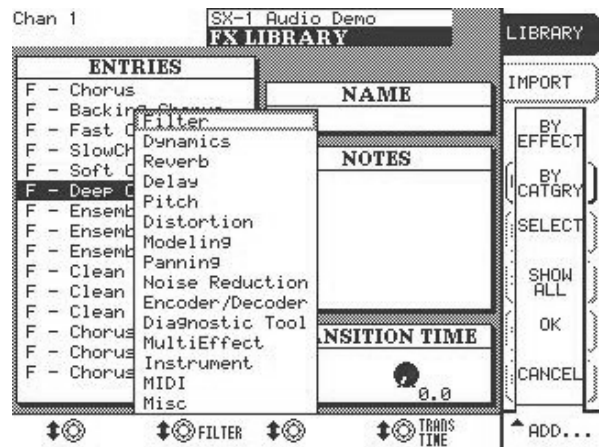 Chan 1
SX-1 Audio Demo
FX LIBRARY
LIBRARY
IMPORT
ENTRIES
F - Chorus
F - Backing Chorus
F - Fast C
F - SlowCh
F - Soft C
F - Deep C
F - Ensemb
F - Ensemb
F - Ensemb
F - Clean
F - Clean
F - Clean
F - Chorus
F - Chorus
F - Chorus
Filter
Dynamics
Reverb
Delay
Pitch
Distortion
Modeling
Panning
Noise Reduction
Encoder/Decoder
Diagnostic Tool
MultiEffect
Instrument
MIDI
Misc
NAME
NOTES
NSITION TIME
0.0
BY EFFECT
BY CATGRY
SELECT
SHOW ALL
OK
CANCEL
FILTER
TRANS TIME
ADD...